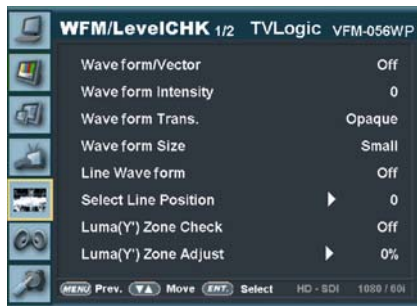 WFM/LevelCHK 1/2 TVLogic VFM-056WP
Wave form/Vector Off
Wave form Intensity 0
Wave form Trans. Opaque
Wave form Size Small
Line Wave form Off
Select Line Position ▶ 0
Luma(Y') Zone Check Off
Luma(Y') Zone Adjust ▶ 0%
MENU Prev. ▼▲ Move ENT. Select HD - SDI 1080 / 60i